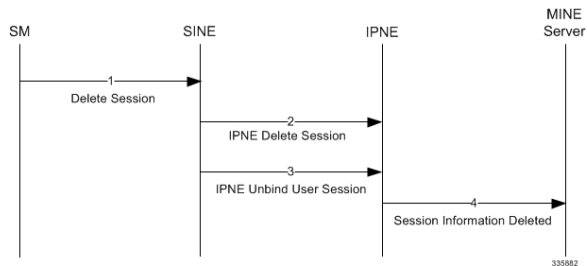 SM
SINE
IPNE
MINE
Server
1
Delete Session
2
IPNE Delete Session
3
IPNE Unbind User Session
4
Session Information Deleted
335882